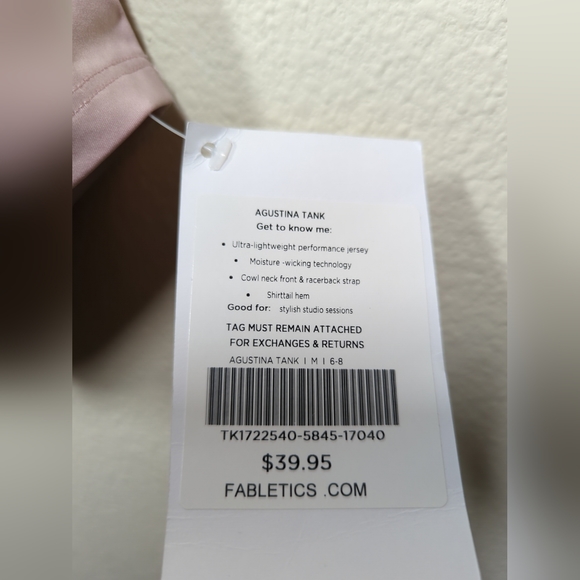 AGUSTINA TANK
Get to know me:
• Ultra-lightweight performance jersey
• Moisture -wicking technology
• Cowl neck front & racerback strap
• Shirttail hem
Good for: stylish studio sessions
TAG MUST REMAIN ATTACHED
FOR EXCHANGES & RETURNS
AGUSTINA TANK | M | 6-8
TK1722540-5845-17040
$39.95
FABLETICS .COM